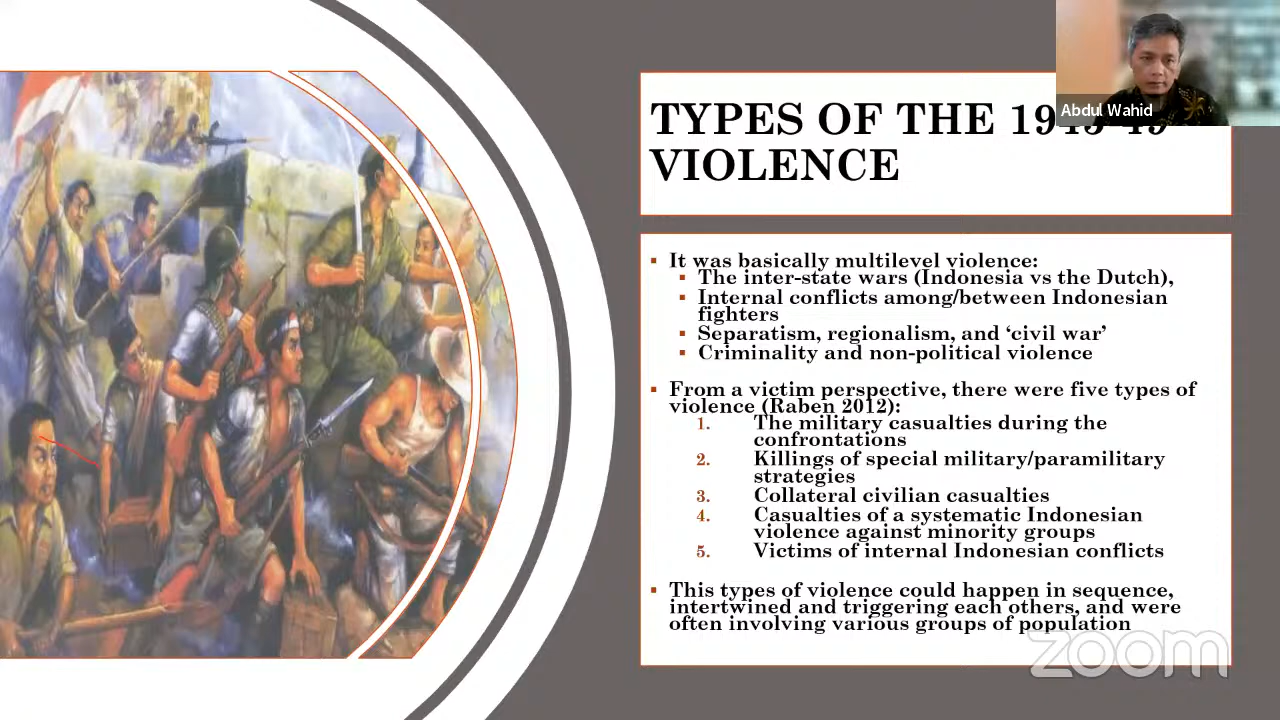 Abdul Wahid
TYPES OF THE 1945-49
VIOLENCE
▪ It was basically multilevel violence:
▪ The inter-state wars (Indonesia vs the Dutch),
▪ Internal conflicts among/between Indonesian
fighters
▪ Separatism, regionalism, and ‘civil war’
▪ Criminality and non-political violence
▪ From a victim perspective, there were five types of
violence (Raben 2012):
1. The military casualties during the
confrontations
2. Killings of special military/paramilitary
strategies
3. Collateral civilian casualties
4. Casualties of a systematic Indonesian
violence against minority groups
5. Victims of internal Indonesian conflicts
▪ This types of violence could happen in sequence,
intertwined and triggering each others, and were
often involving various groups of population
zoom